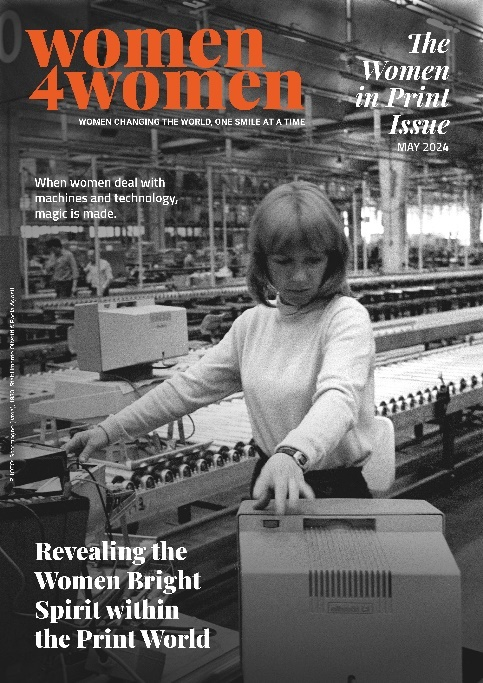 women
4women
WOMEN CHANGING THE WORLD, ONE SMILE AT A TIME
The
Women
in Print
Issue
MAY 2024
When women deal with
machines and technology,
magic is made.
Revealing the
Women Bright
Spirit within
the Print World